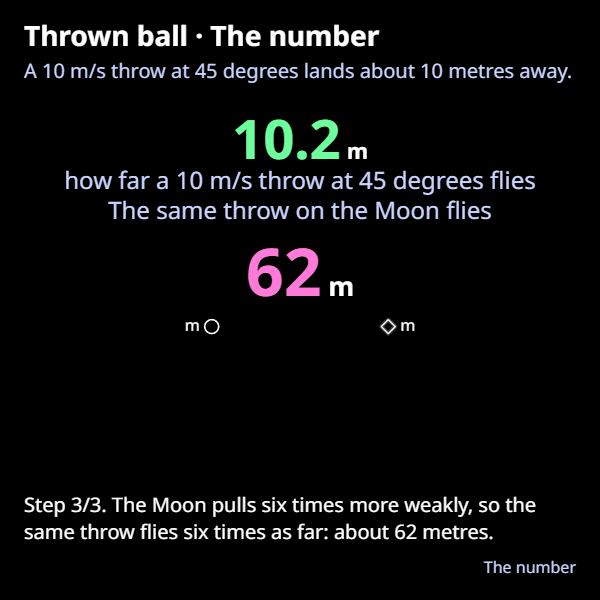 Thrown ball · The number
A 10 m/s throw at 45 degrees lands about 10 metres away.
10.2 m
how far a 10 m/s throw at 45 degrees flies
The same throw on the Moon flies
62 m
m ○ ◇ m
Step 3/3. The Moon pulls six times more weakly, so the
same throw flies six times as far: about 62 metres.
The number